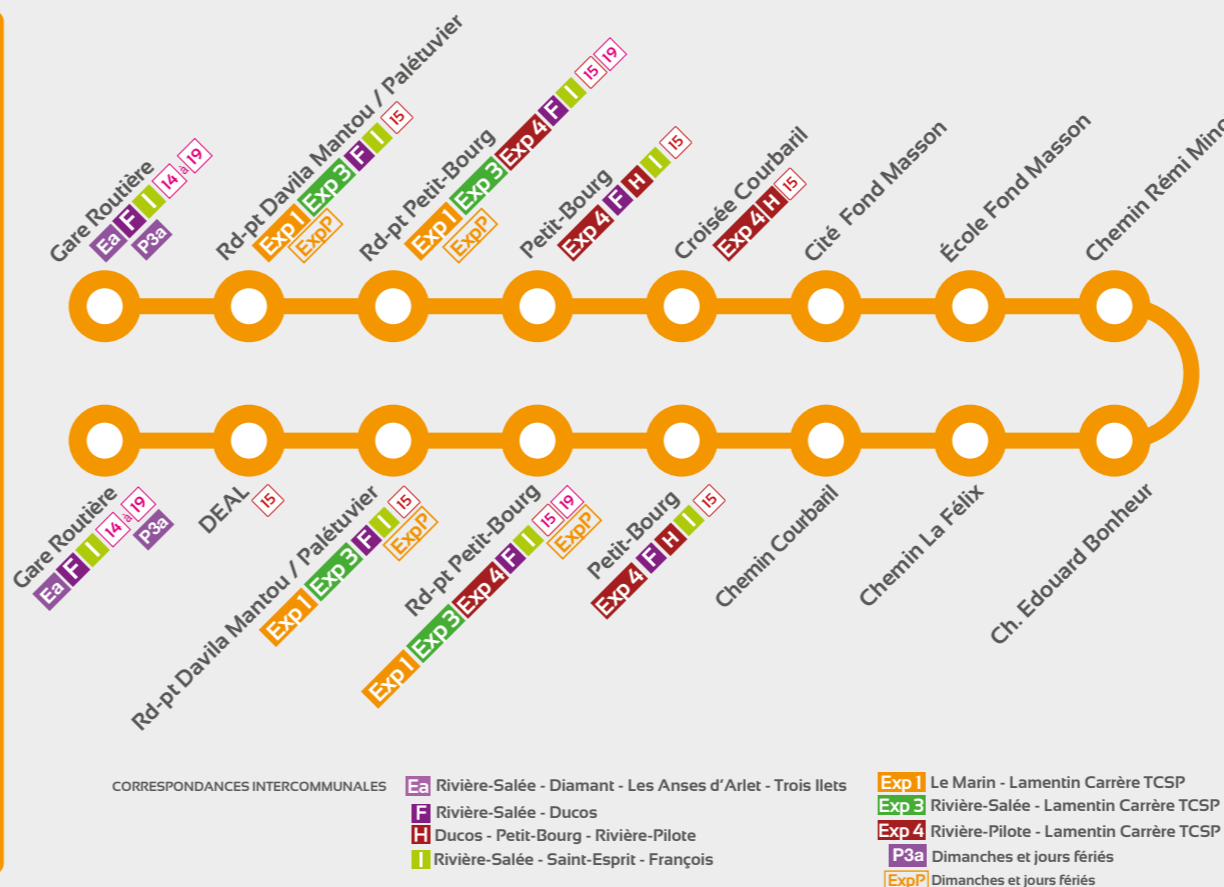 Gare Routière
Ea F I 14 à 19
P3a
Rd-pt Davila Mantou / Palétuvier
Exp 1 Exp 3 F I 15
ExpP
Rd-pt Petit-Bourg
Exp 1 Exp 3 Exp 4 F I 15 19
ExpP
Petit-Bourg
Exp 4 F H I 15
Croisée Courbaril
Exp 4 H 15
Cité Fond Masson
École Fond Masson
Chemin Rémi
Gare Routière
Ea F I 14 à 19
P3a
DEAL 15
Rd-pt Davila Mantou / Palétuvier
Exp 1 Exp 3 F I 15
ExpP
Rd-pt Petit-Bourg
Exp 1 Exp 3 Exp 4 F I 15 19
ExpP
Petit-Bourg
Exp 4 F H I 15
Chemin Courbaril
Chemin La Félix
Ch. Edouard Bonheur
CORRESPONDANCES INTERCOMMUNALES
Ea Rivière-Salée - Diamant - Les Anses d'Arlet - Trois Ilets
F Rivière-Salée - Ducos
H Ducos - Petit-Bourg - Rivière-Pilote
I Rivière-Salée - Saint-Esprit - François
Exp 1 Le Marin - Lamentin Carrère TCSP
Exp 3 Rivière-Salée - Lamentin Carrère TCSP
Exp 4 Rivière-Pilote - Lamentin Carrère TCSP
P3a Dimanches et jours fériés
ExpP Dimanches et jours fériés